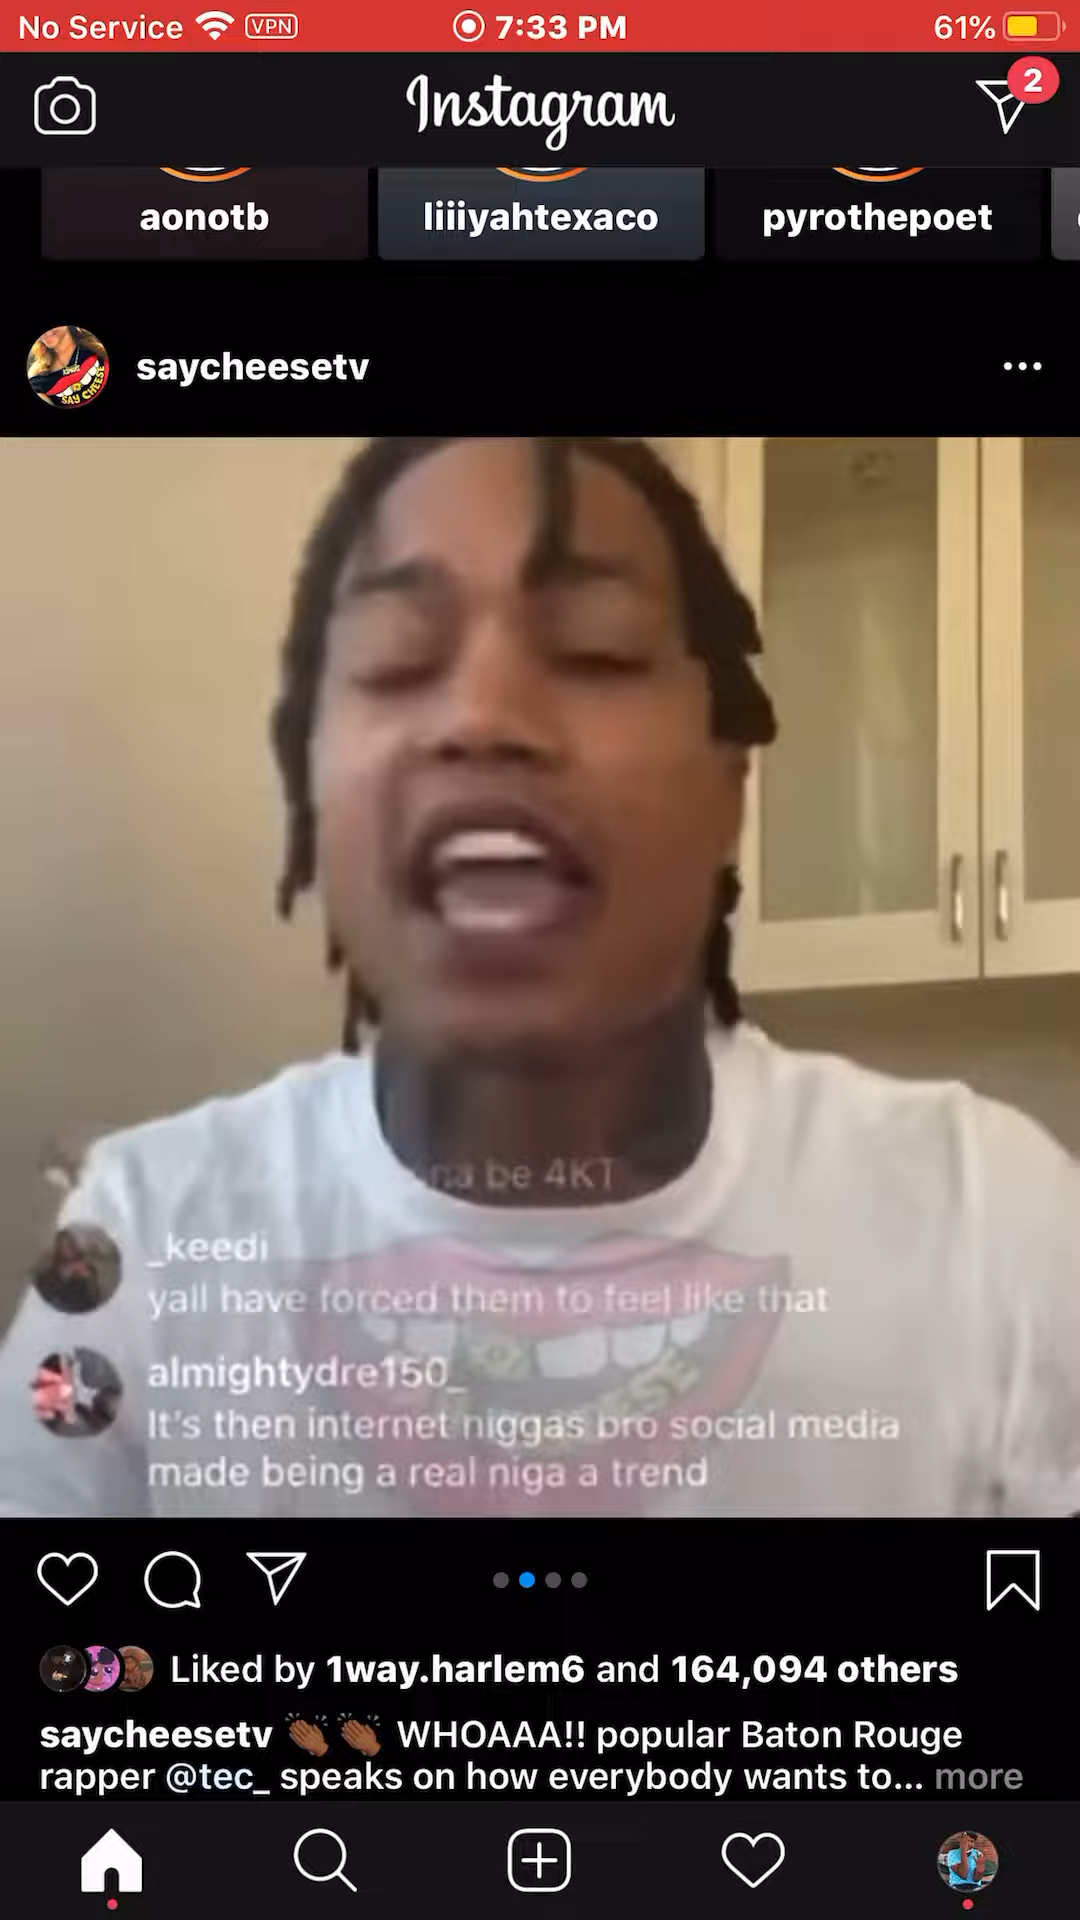 No Service VPN 7:33 PM 61%
Instagram 2
aonotb liiiyahtexaco pyrothepoet
SAY CHEESE
saycheesetv
be 4KT
_keedi
yall have forced them to feel like that
almightydre150_
It's then internet niggas bro social media
made being a real niga a trend
Liked by 1way.harlem6 and 164,094 others
saycheesetv 👏🏾👏🏾 WHOAAA!! popular Baton Rouge
rapper @tec_ speaks on how everybody wants to... more